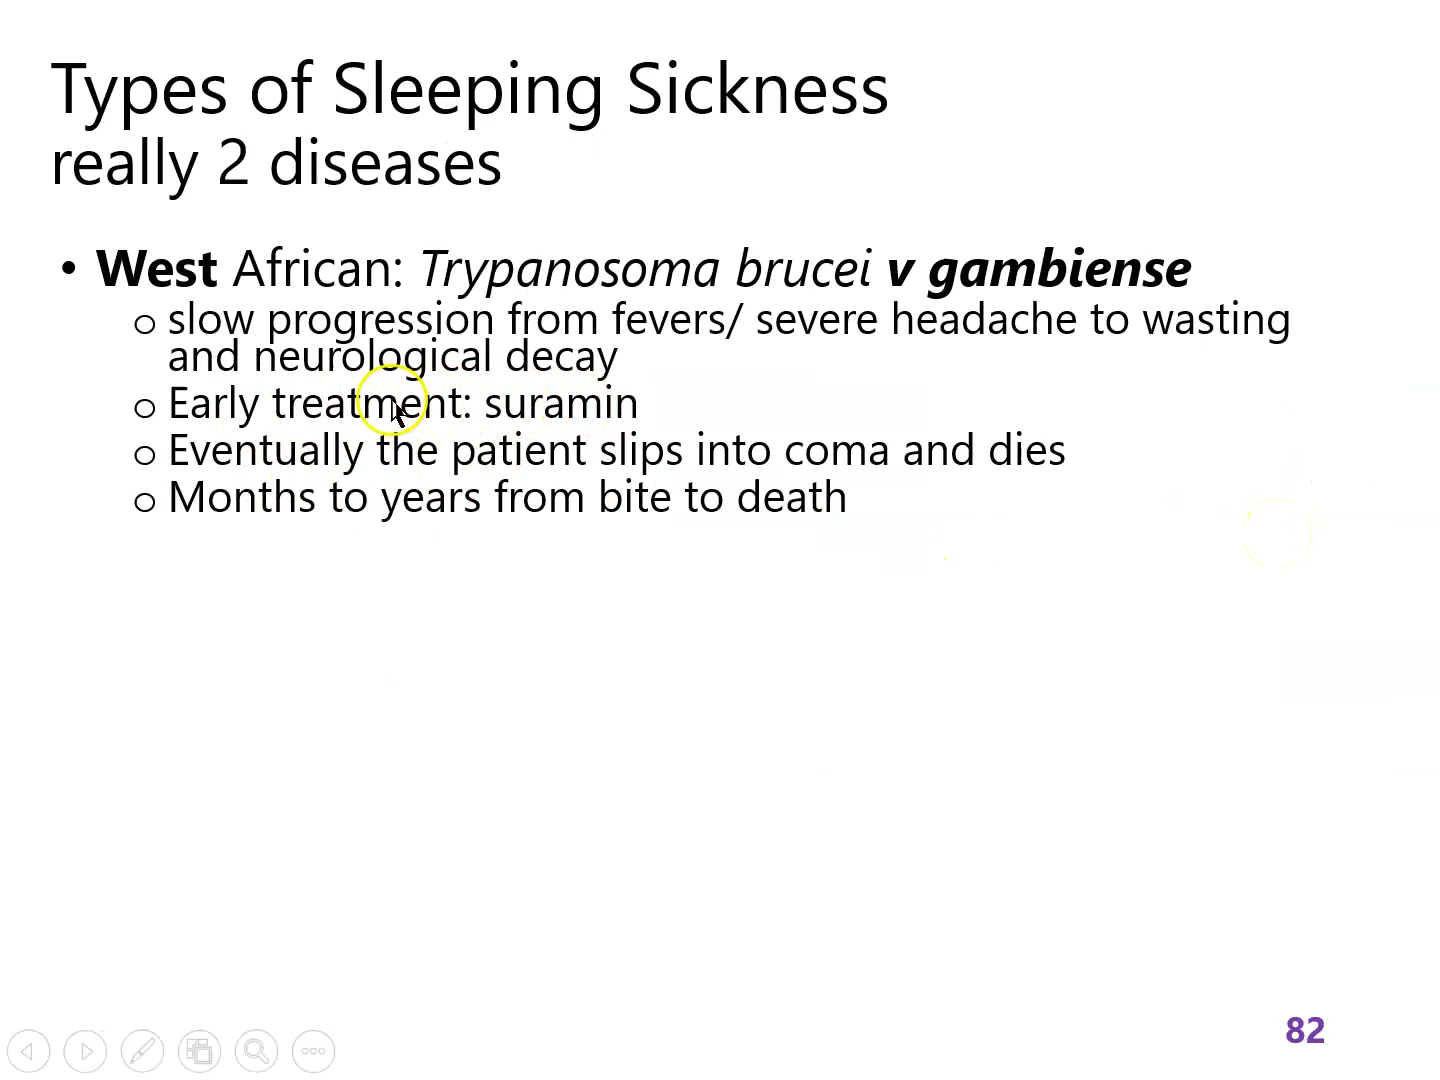 Types of Sleeping Sickness
really 2 diseases
• West African: Trypanosoma brucei v gambiense
o slow progression from fevers/ severe headache to wasting
and neurological decay
o Early treatment: suramin
o Eventually the patient slips into coma and dies
o Months to years from bite to death
82